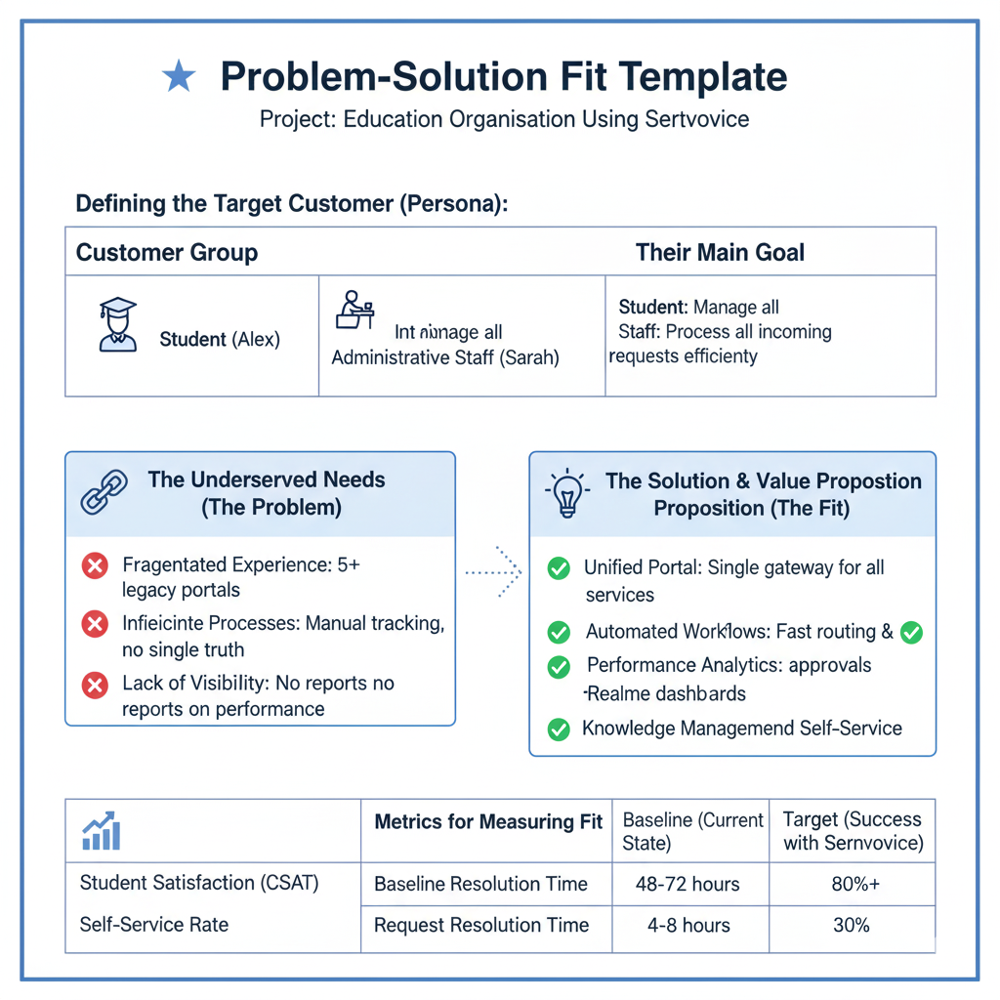 Problem-Solution Fit Template
Project: Education Organisation Using Sertvovice
Defining the Target Customer (Persona):
Customer Group
Their Main Goal
Student (Alex)
Int nimage all
Administrative Staff (Sarah)
Student: Manage all
Staff: Process all incoming
requests efficienty
The Underserved Needs
(The Problem)
Fragentated Experience: 5+
legacy portals
Infieicinte Processes: Manual tracking,
no single truth
Lack of Visibility: No reports no
reports on performance
The Solution & Value Propostion
Proposition (The Fit)
Unified Portal: Single gateway for all
services
Automated Workflows: Fast routing &
Performance Analytics: approvals
-Realme dashbards
Knowledge Managemend Self-Service
Metrics for Measuring Fit
Baseline (Current
State)
Target (Success
with Sernvovice)
Student Satisfaction (CSAT)
Baseline Resolution Time
48-72 hours
80%+
Self-Service Rate
Request Resolution Time
4-8 hours
30%